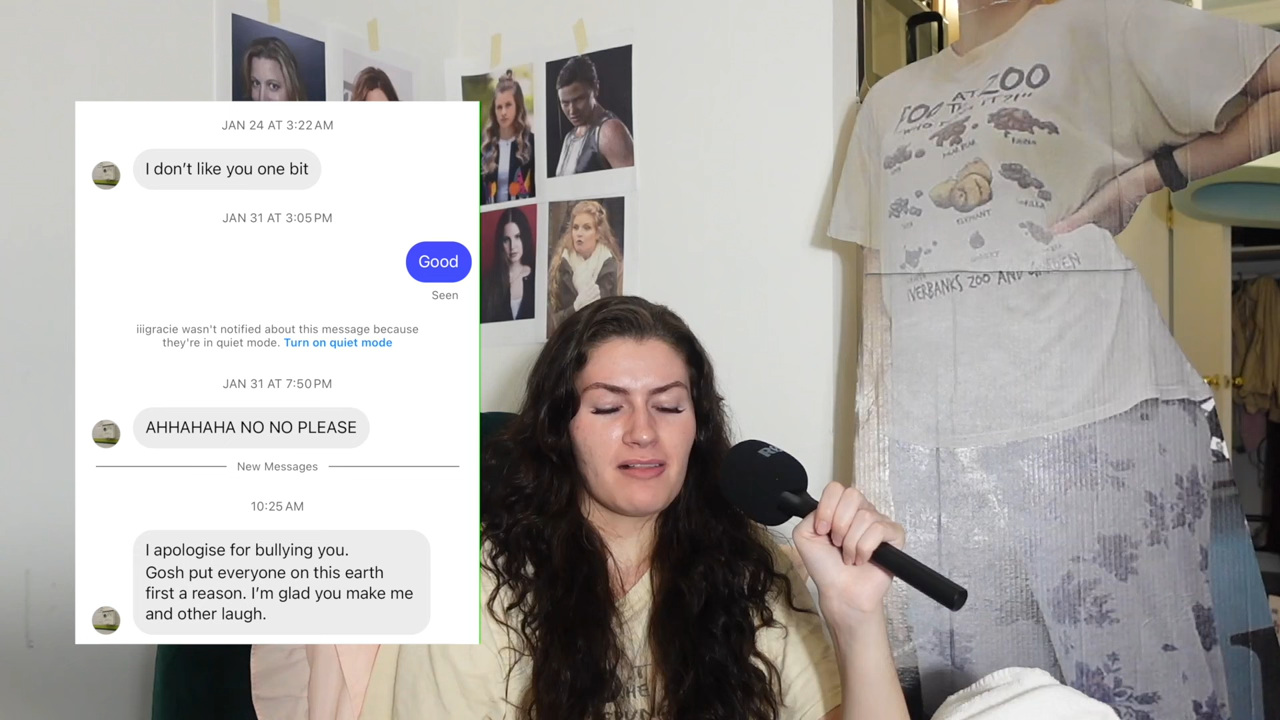 JAN 24 AT 3:22 AM
I don't like you one bit
JAN 31 AT 3:05 PM
Good
Seen
iiigracie wasn't notified about this message because
they're in quiet mode. Turn on quiet mode
JAN 31 AT 7:50 PM
AHHAHAHA NO NO PLEASE
New Messages
10:25 AM
I apologise for bullying you.
Gosh put everyone on this earth
first a reason. I'm glad you make me
and other laugh.
POO AT ZOO
ELEPHANT
ZOO AND GARDEN